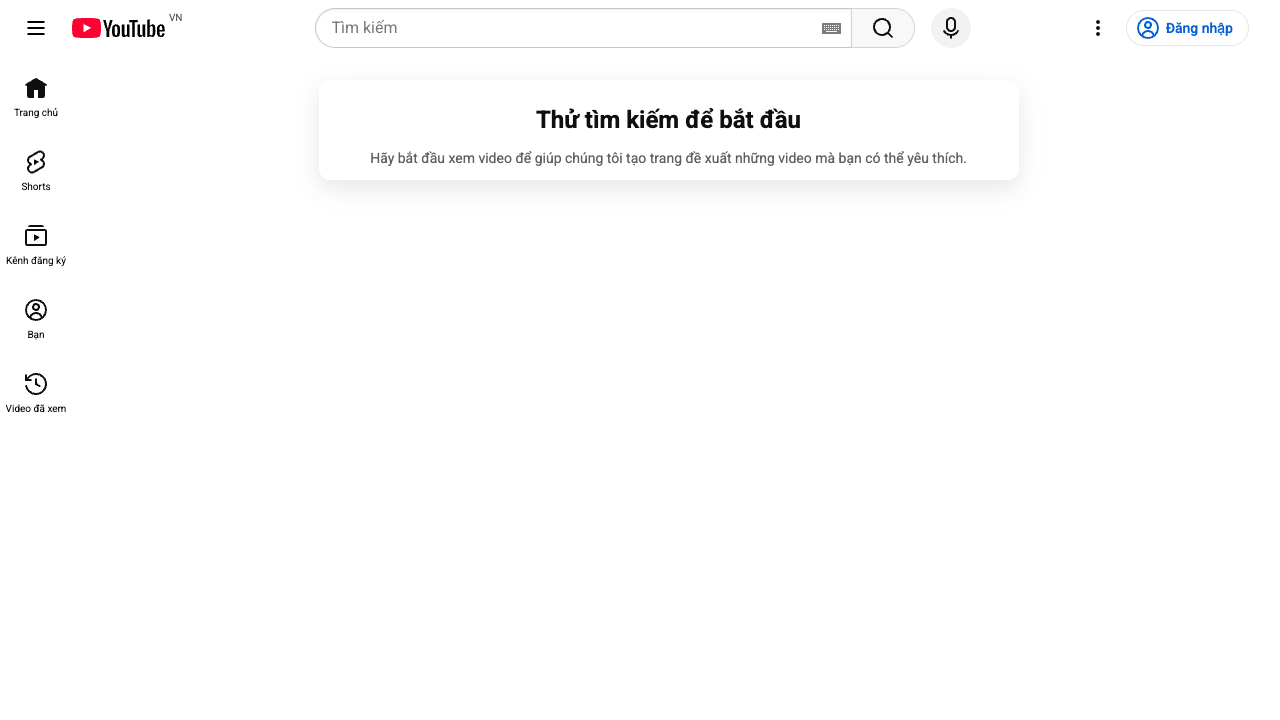 YouTube VN
Tìm kiếm
Đăng nhập
Trang chủ
Shorts
Kênh đăng ký
Bạn
Video đã xem
Thử tìm kiếm để bắt đầu
Hãy bắt đầu xem video để giúp chúng tôi tạo trang đề xuất những video mà bạn có thể yêu thích.